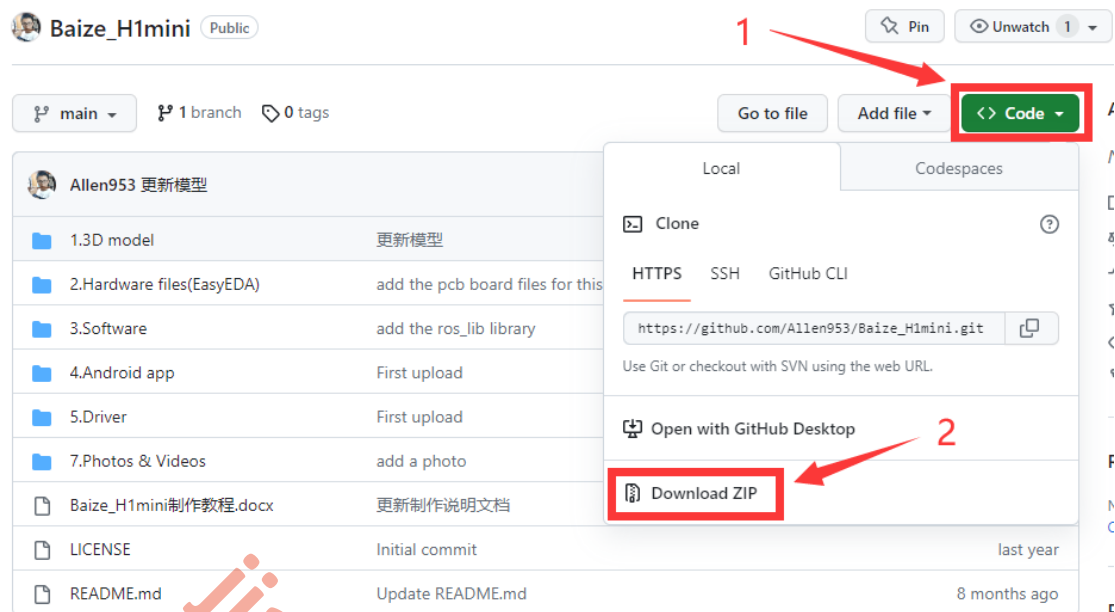 Baize_H1mini Public
1
Pin
Unwatch 1
main
1 branch
0 tags
Go to file
Add file
<> Code
Allen953 更新模型
Local
Codespaces
1.3D model 更新模型
2.Hardware files(EasyEDA) add the pcb board files for this
3.Software add the ros_lib library
4.Android app First upload
5.Driver First upload
7.Photos & Videos add a photo
Baize_H1mini制作教程.docx 更新制作说明文档
LICENSE Initial commit last year
README.md Update README.md 8 months ago
Clone
HTTPS SSH GitHub CLI
https://github.com/Allen953/Baize_H1mini.git
Use Git or checkout with SVN using the web URL.
Open with GitHub Desktop
2
Download ZIP